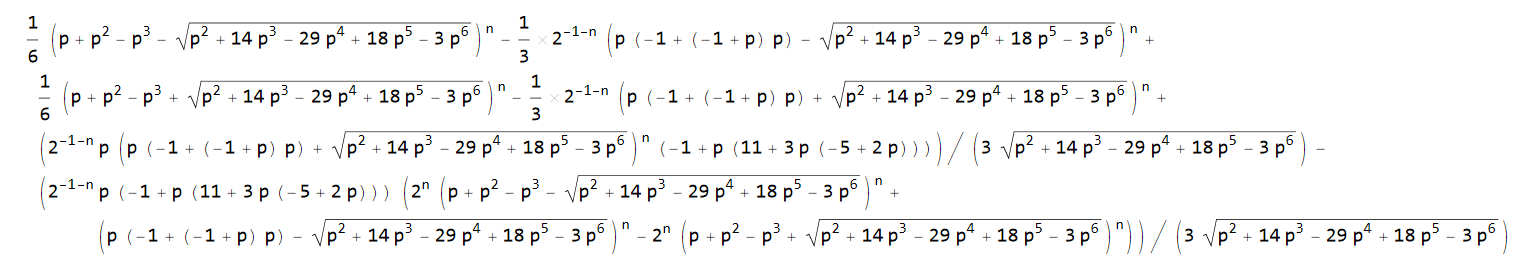 1/6 (p + p² - p³ - √(p² + 14 p³ - 29 p⁴ + 18 p⁵ - 3 p⁶))ⁿ - 1/3 × 2⁻¹⁻ⁿ (p (-1 + (-1 + p) p) - √(p² + 14 p³ - 29 p⁴ + 18 p⁵ - 3 p⁶))ⁿ +
1/6 (p + p² - p³ + √(p² + 14 p³ - 29 p⁴ + 18 p⁵ - 3 p⁶))ⁿ - 1/3 × 2⁻¹⁻ⁿ (p (-1 + (-1 + p) p) + √(p² + 14 p³ - 29 p⁴ + 18 p⁵ - 3 p⁶))ⁿ +
(2⁻¹⁻ⁿ p (p (-1 + (-1 + p) p) + √(p² + 14 p³ - 29 p⁴ + 18 p⁵ - 3 p⁶))ⁿ (-1 + p (11 + 3 p (-5 + 2 p)))) / (3 √(p² + 14 p³ - 29 p⁴ + 18 p⁵ - 3 p⁶)) -
(2⁻¹⁻ⁿ p (-1 + p (11 + 3 p (-5 + 2 p))) (2ⁿ (p + p² - p³ - √(p² + 14 p³ - 29 p⁴ + 18 p⁵ - 3 p⁶))ⁿ +
(p (-1 + (-1 + p) p) - √(p² + 14 p³ - 29 p⁴ + 18 p⁵ - 3 p⁶))ⁿ - 2ⁿ (p + p² - p³ + √(p² + 14 p³ - 29 p⁴ + 18 p⁵ - 3 p⁶))ⁿ)) / (3 √(p² + 14 p³ - 29 p⁴ + 18 p⁵ - 3 p⁶))